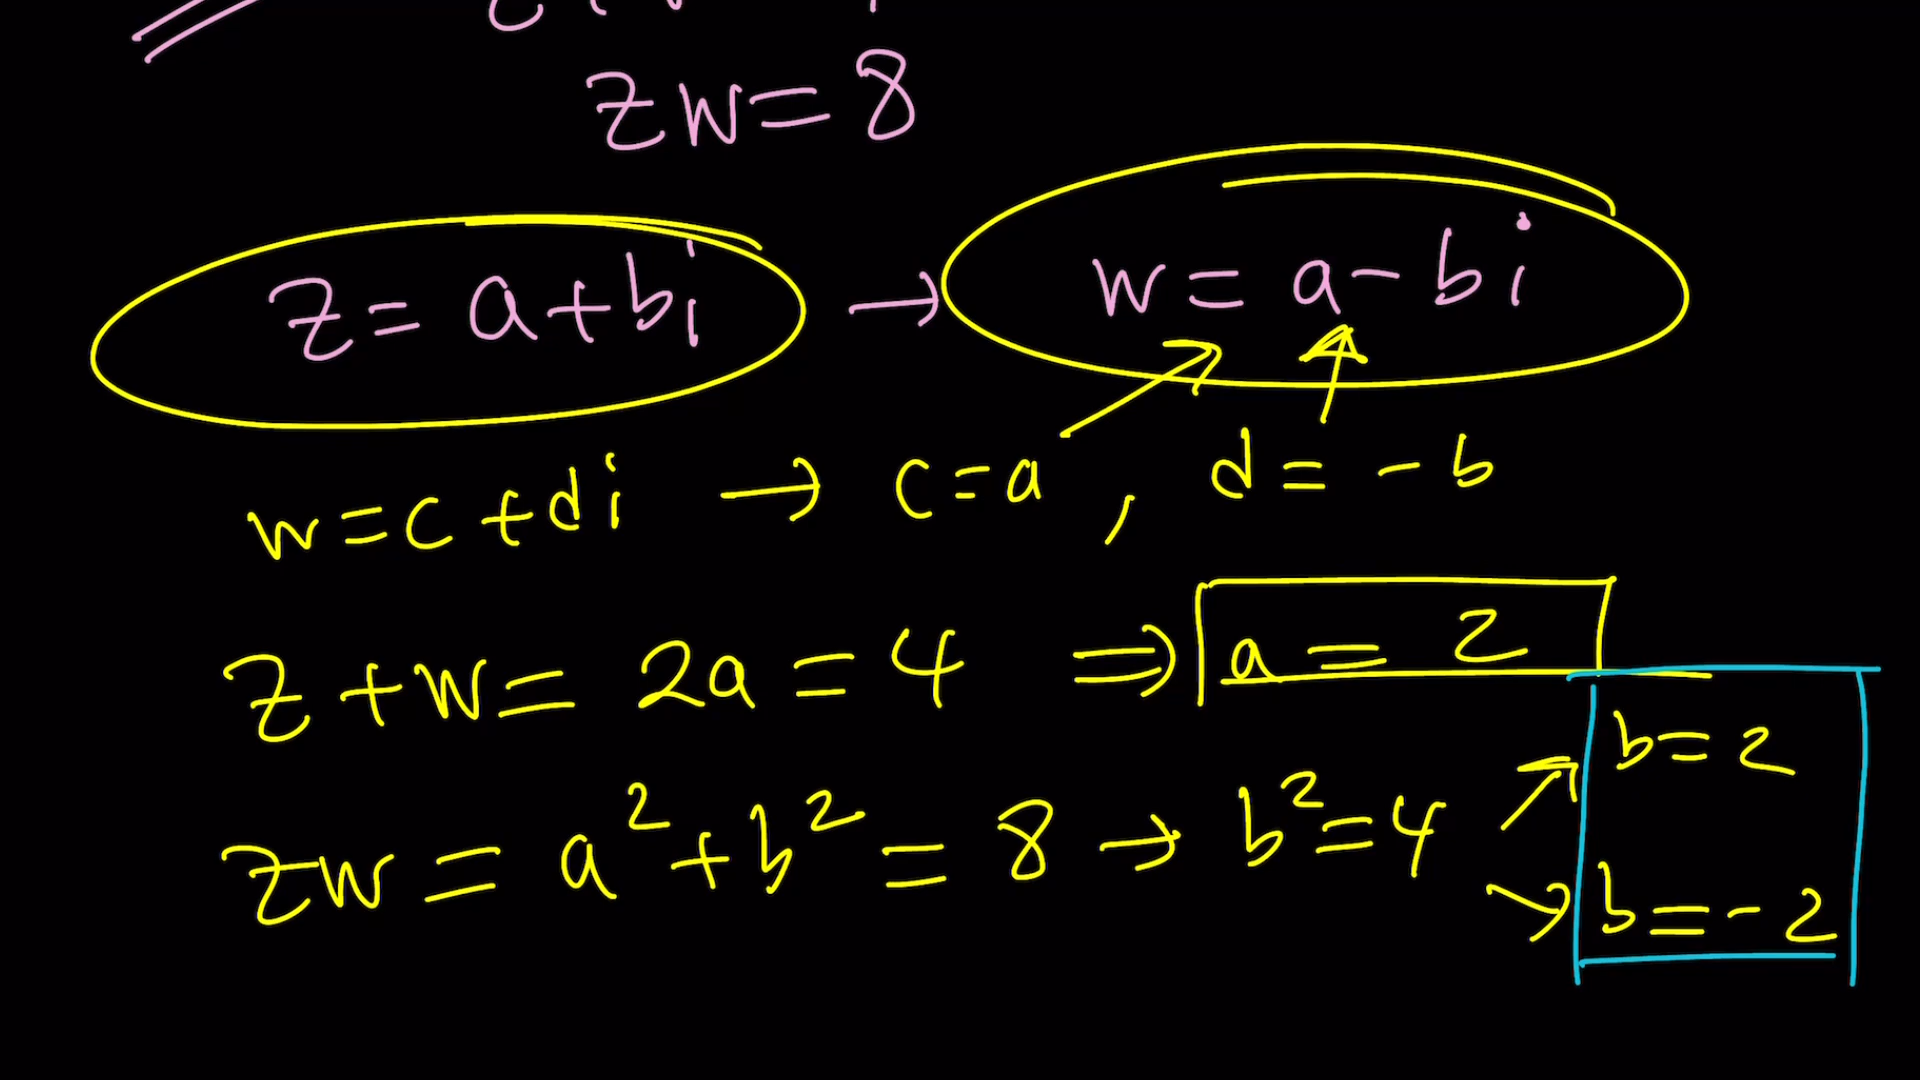 zw = 8
z = a + bi → w = a - bi
w = c + di → c = a , d = - b
z + w = 2a = 4 ⇒ a = 2
b = 2
zw = a² + b² = 8 → b² = 4
b = - 2